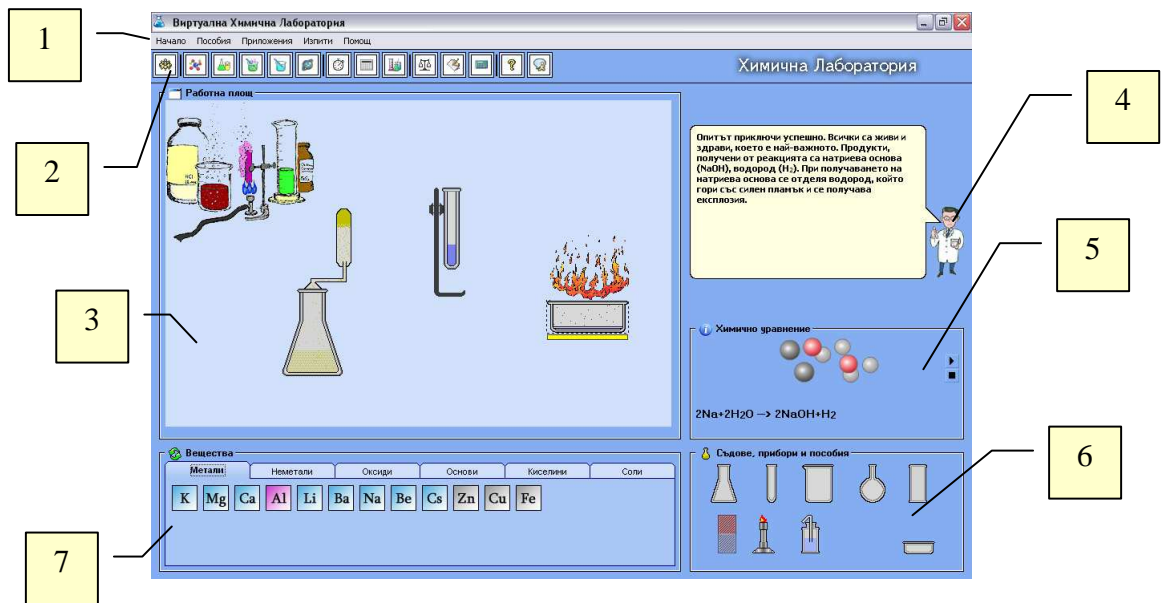 1
Виртуална Химична Лаборатория
Начало Пособия Приложения Изпити Помощ
Химична Лаборатория
2
Работна площ
3
4
Опитът приключи успешно. Всички са живи и
здрави, което е най-важното. Продукти,
получени от реакцията са натриева основа
(NaOH), водород (H₂). При получаването на
натриева основа се отделя водород, който
гори със силен планък и се получава
експлозия.
5
Химично уравнение
2Na+2H2O –> 2NaOH+H2
6
Съдове, прибори и пособия
7
Вещества
Метали Неметали Оксиди Основи Киселини Соли
K Mg Ca Al Li Ba Na Be Cs Zn Cu Fe